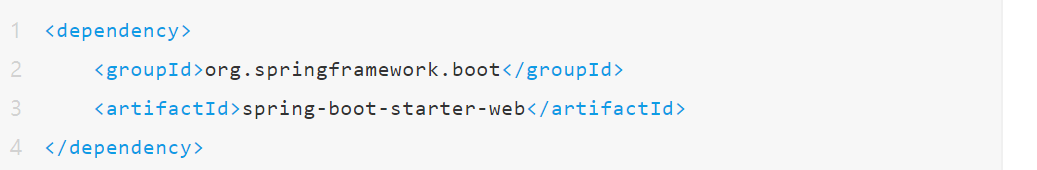 1 <dependency>
2     <groupId>org.springframework.boot</groupId>
3     <artifactId>spring-boot-starter-web</artifactId>
4 </dependency>